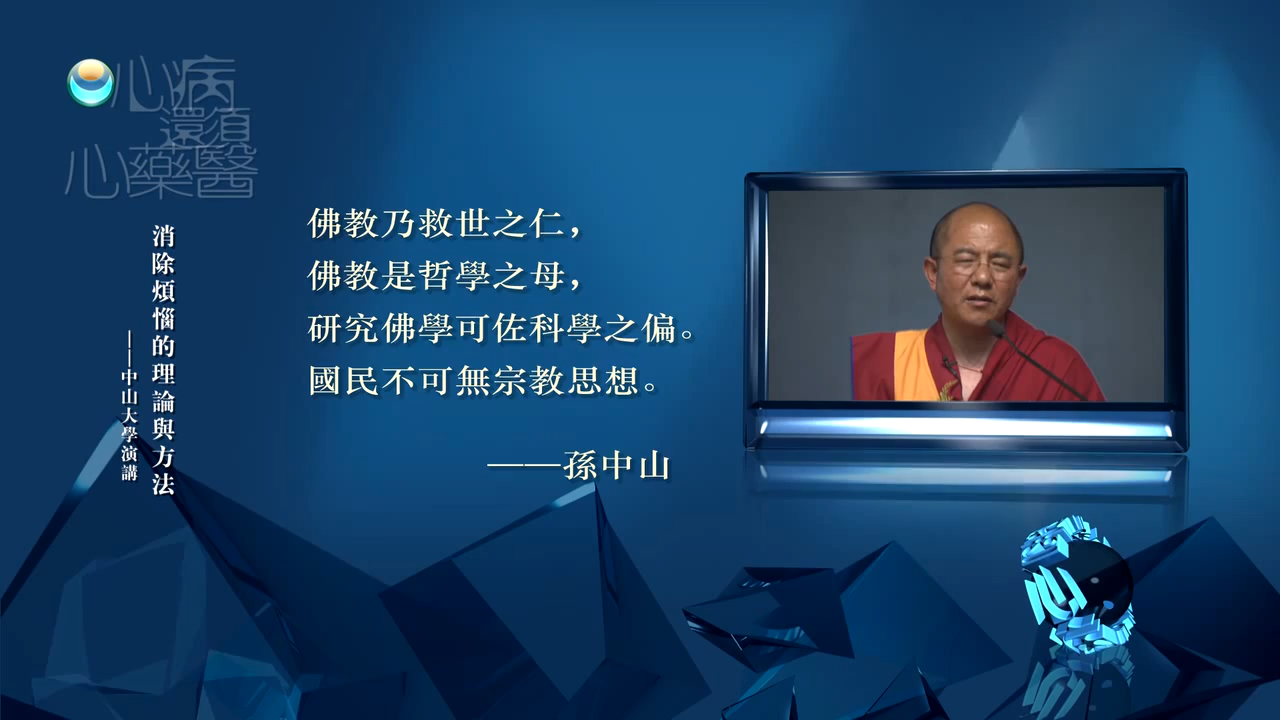 心病
還須
心藥醫
消除煩惱的理論與方法
——中山大學演講
佛教乃救世之仁，
佛教是哲學之母，
研究佛學可佐科學之偏。
國民不可無宗教思想。
——孫中山
心